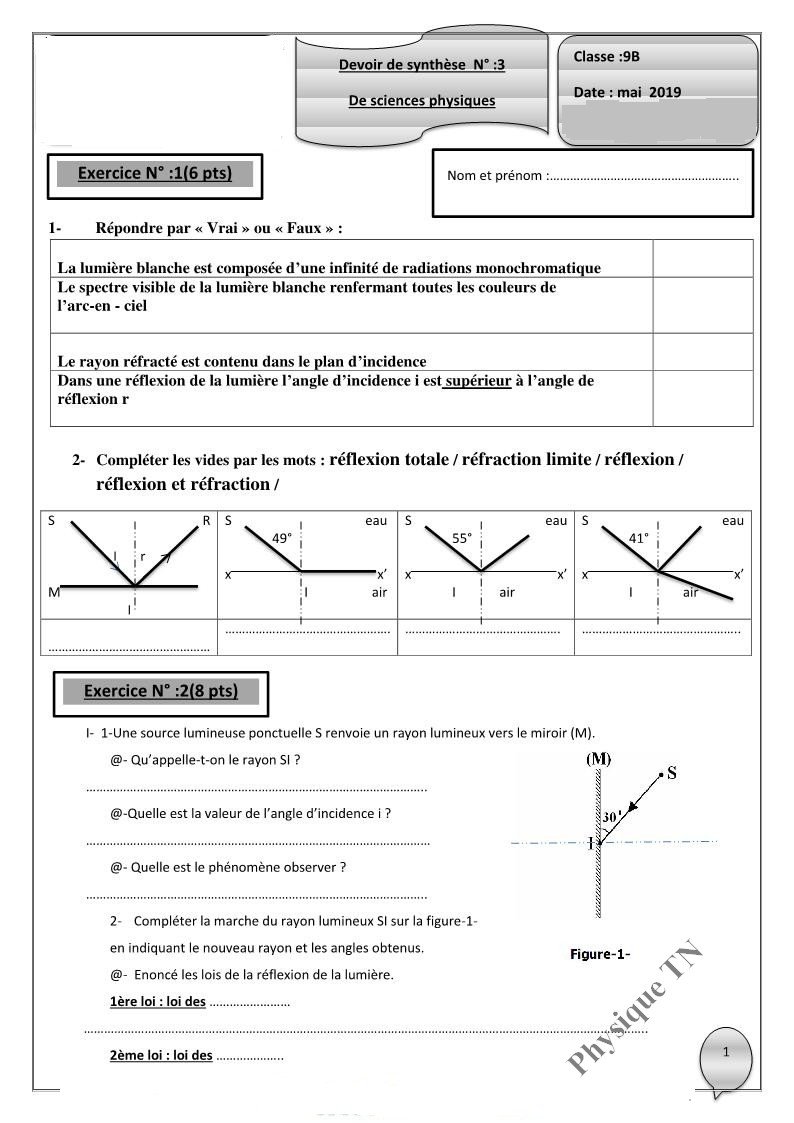 Devoir de synthèse N° :3
De sciences physiques
Classe :9B
Date : mai 2019
Exercice N° :1(6 pts)
Nom et prénom :……………………………………………..
1- Répondre par « Vrai » ou « Faux » :
La lumière blanche est composée d’une infinité de radiations monochromatique
Le spectre visible de la lumière blanche renfermant toutes les couleurs de
l’arc-en - ciel
Le rayon réfracté est contenu dans le plan d’incidence
Dans une réflexion de la lumière l’angle d’incidence i est supérieur à l’angle de
réflexion r
2- Compléter les vides par les mots : réflexion totale / réfraction limite / réflexion /
réflexion et réfraction /
S R
I r
M
I
S eau
49°
x x’
I air
S eau
55°
x x’
I air
S eau
41°
x x’
I air
…………………………………………
………………………………………….
……………………………………….
………………………………………..
Exercice N° :2(8 pts)
I- 1-Une source lumineuse ponctuelle S renvoie un rayon lumineux vers le miroir (M).
@- Qu’appelle-t-on le rayon SI ?
…………………………………………………………………………………………..
@-Quelle est la valeur de l’angle d’incidence i ?
……………………………………………………………………………………………
@- Quelle est le phénomène observer ?
…………………………………………………………………………………………..
(M)
S
30'
I
Figure-1-
2- Compléter la marche du rayon lumineux SI sur la figure-1-
en indiquant le nouveau rayon et les angles obtenus.
@- Enoncé les lois de la réflexion de la lumière.
1ère loi : loi des ……………………
……………………………………………………………………………………………………………………………………………………
2ème loi : loi des ………………..
Physique TN
1